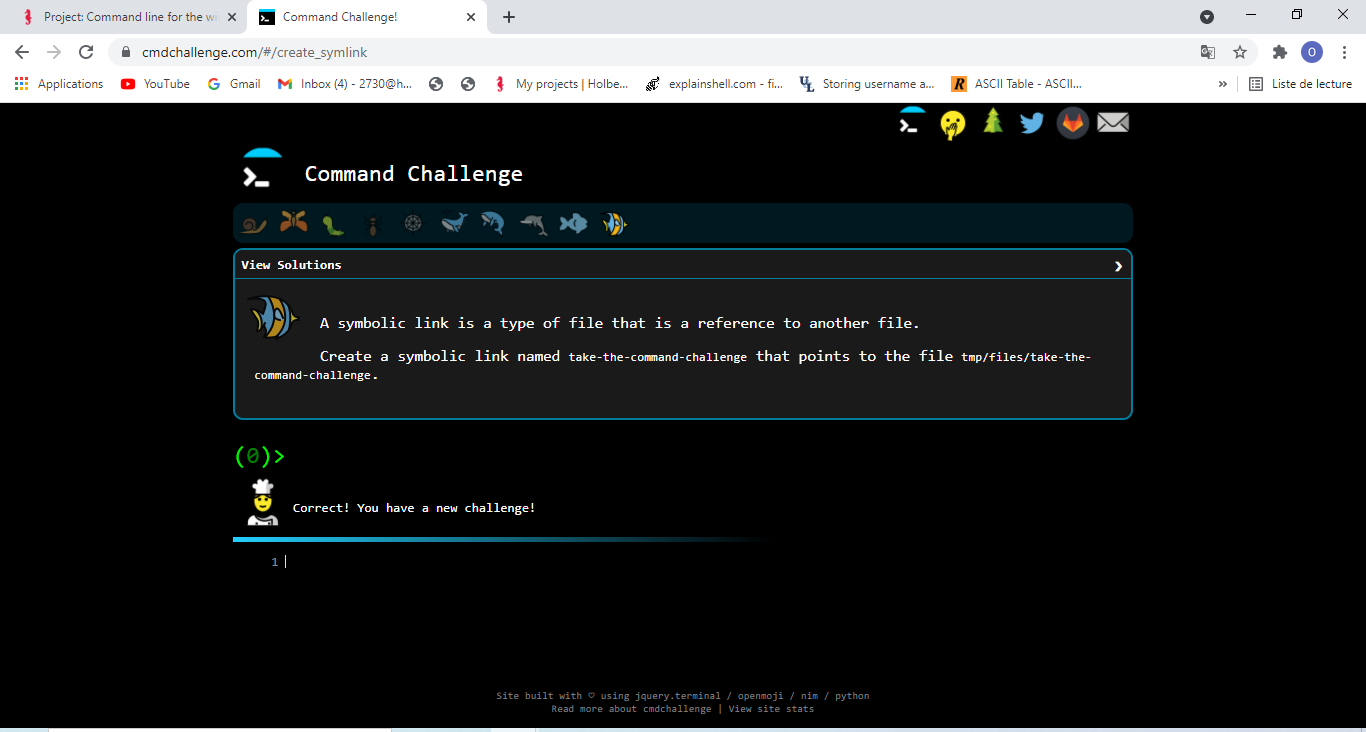 Project: Command line for the wi
Command Challenge!
cmdchallenge.com/#/create_symlink
O
Applications
YouTube
Gmail
Inbox (4) - 2730@h...
My projects | Holbe...
explainshell.com - fi...
Storing username a...
ASCII Table - ASCII...
»
Liste de lecture
Command Challenge
View Solutions
A symbolic link is a type of file that is a reference to another file.
Create a symbolic link named take-the-command-challenge that points to the file tmp/files/take-the-
command-challenge.
(0)>
Correct! You have a new challenge!
1
Site built with ♡ using jquery.terminal / openmoji / nim / python
Read more about cmdchallenge | View site stats